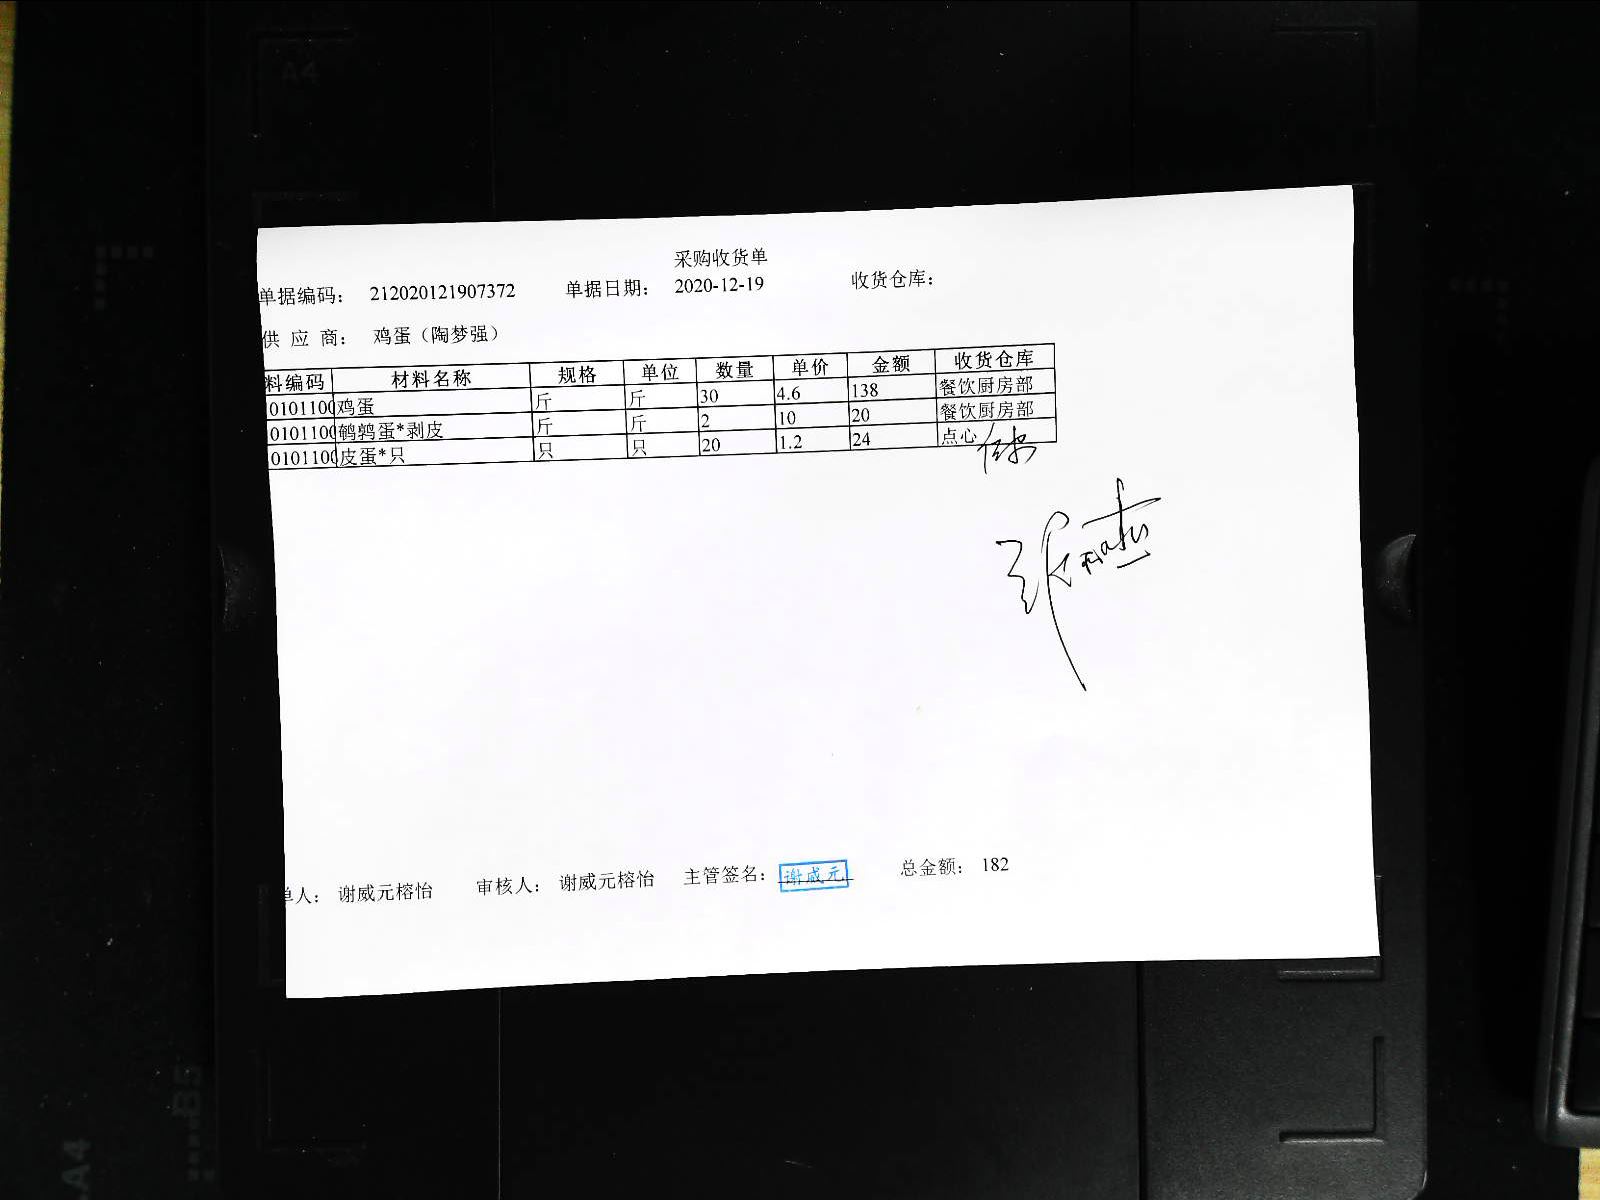 采购收货单
单据编码： 212020121907372 单据日期： 2020-12-19 收货仓库：
供 应 商： 鸡蛋（陶梦强）
料编码 材料名称 规格 单位 数量 单价 金额 收货仓库
0101100 鸡蛋 斤 斤 30 4.6 138 餐饮厨房部
0101100 鹌鹑蛋*剥皮 斤 斤 2 10 20 餐饮厨房部
0101100 皮蛋*只 只 只 20 1.2 24 点心
单人： 谢威元榕怡 审核人： 谢威元榕怡 主管签名： 谢威元 总金额： 182
A4
B5
A4